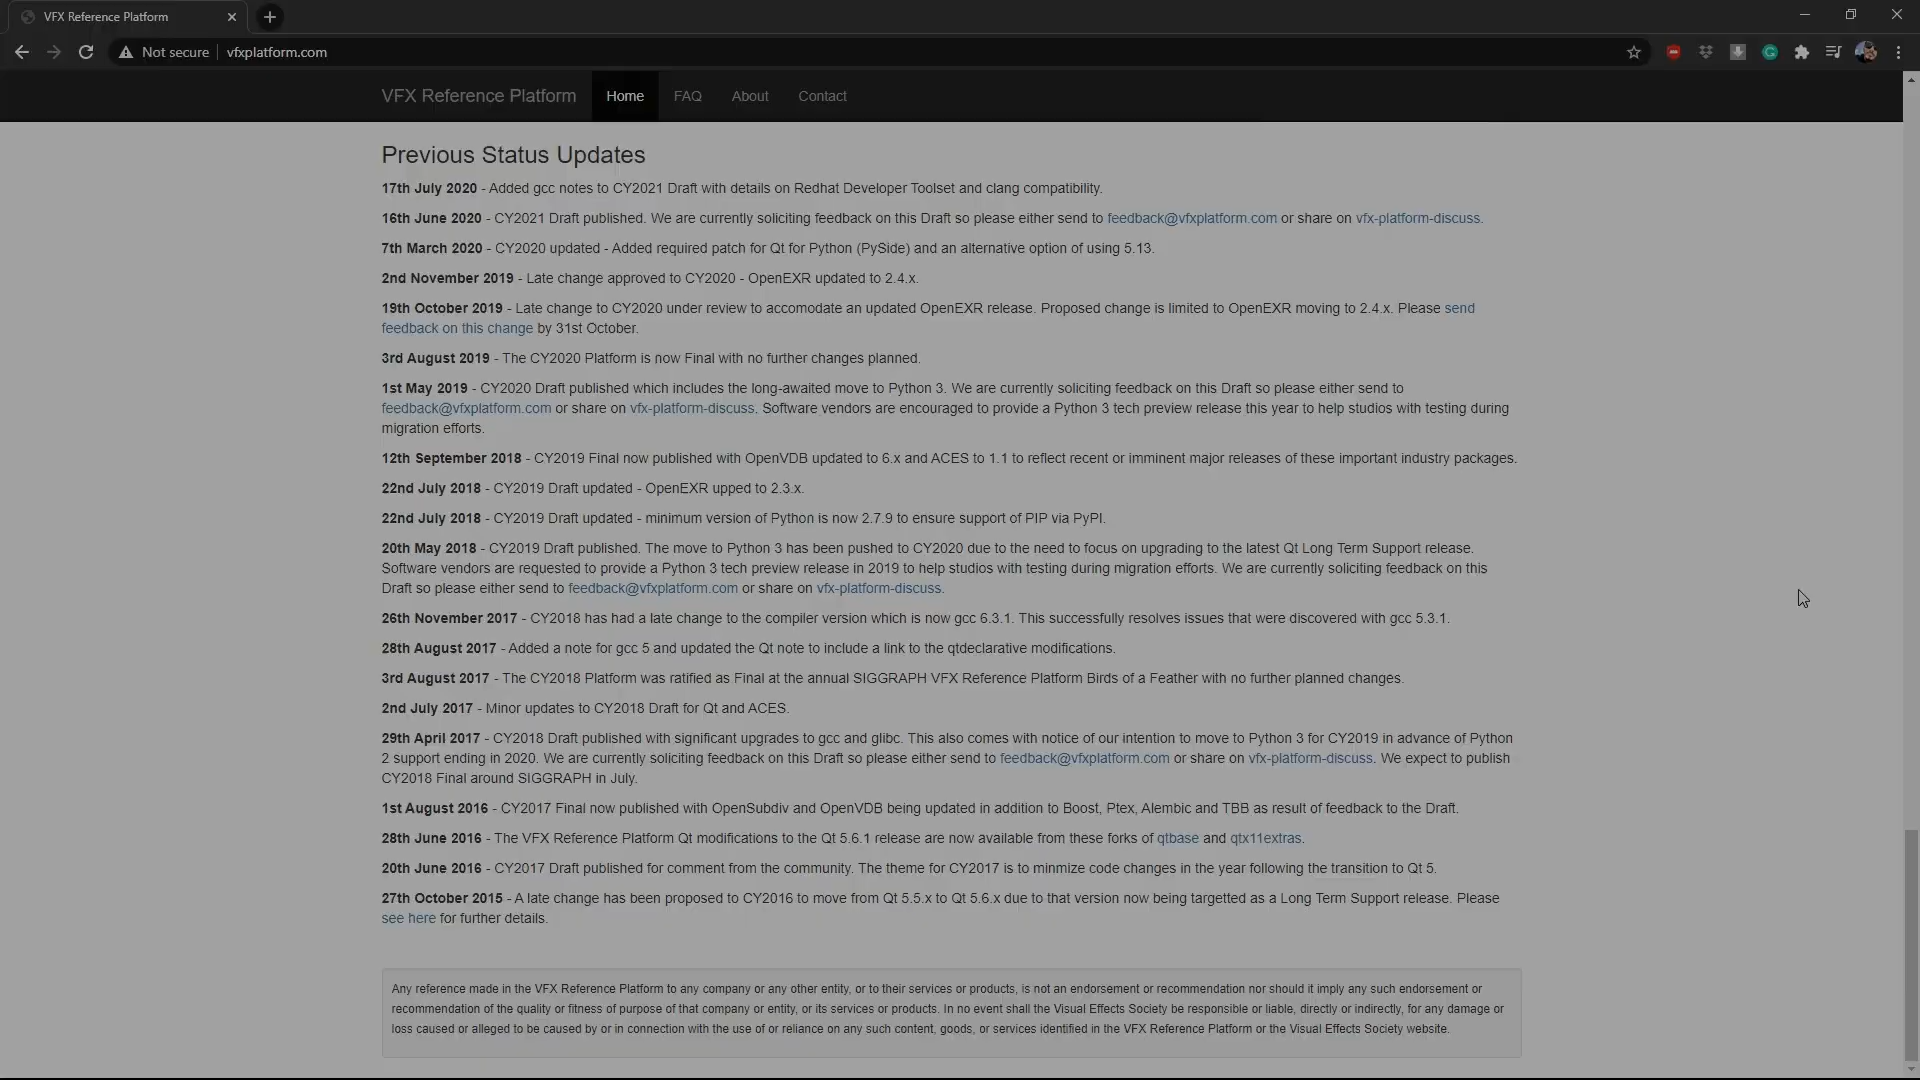 VFX Reference Platform
Not secure
vfxplatform.com
VFX Reference Platform
Home
FAQ
About
Contact
Previous Status Updates
17th July 2020 - Added gcc notes to CY2021 Draft with details on Redhat Developer Toolset and clang compatibility.
16th June 2020 - CY2021 Draft published. We are currently soliciting feedback on this Draft so please either send to feedback@vfxplatform.com or share on vfx-platform-discuss.
7th March 2020 - CY2020 updated - Added required patch for Qt for Python (PySide) and an alternative option of using 5.13.
2nd November 2019 - Late change approved to CY2020 - OpenEXR updated to 2.4.x.
19th October 2019 - Late change to CY2020 under review to accomodate an updated OpenEXR release. Proposed change is limited to OpenEXR moving to 2.4.x. Please send
feedback on this change by 31st October.
3rd August 2019 - The CY2020 Platform is now Final with no further changes planned.
1st May 2019 - CY2020 Draft published which includes the long-awaited move to Python 3. We are currently soliciting feedback on this Draft so please either send to
feedback@vfxplatform.com or share on vfx-platform-discuss. Software vendors are encouraged to provide a Python 3 tech preview release this year to help studios with testing during
migration efforts.
12th September 2018 - CY2019 Final now published with OpenVDB updated to 6.x and ACES to 1.1 to reflect recent or imminent major releases of these important industry packages.
22nd July 2018 - CY2019 Draft updated - OpenEXR upped to 2.3.x.
22nd July 2018 - CY2019 Draft updated - minimum version of Python is now 2.7.9 to ensure support of PIP via PyPI.
20th May 2018 - CY2019 Draft published. The move to Python 3 has been pushed to CY2020 due to the need to focus on upgrading to the latest Qt Long Term Support release.
Software vendors are requested to provide a Python 3 tech preview release in 2019 to help studios with testing during migration efforts. We are currently soliciting feedback on this
Draft so please either send to feedback@vfxplatform.com or share on vfx-platform-discuss.
26th November 2017 - CY2018 has had a late change to the compiler version which is now gcc 6.3.1. This successfully resolves issues that were discovered with gcc 5.3.1.
28th August 2017 - Added a note for gcc 5 and updated the Qt note to include a link to the qtdeclarative modifications.
3rd August 2017 - The CY2018 Platform was ratified as Final at the annual SIGGRAPH VFX Reference Platform Birds of a Feather with no further planned changes.
2nd July 2017 - Minor updates to CY2018 Draft for Qt and ACES.
29th April 2017 - CY2018 Draft published with significant upgrades to gcc and glibc. This also comes with notice of our intention to move to Python 3 for CY2019 in advance of Python
2 support ending in 2020. We are currently soliciting feedback on this Draft so please either send to feedback@vfxplatform.com or share on vfx-platform-discuss. We expect to publish
CY2018 Final around SIGGRAPH in July.
1st August 2016 - CY2017 Final now published with OpenSubdiv and OpenVDB being updated in addition to Boost, Ptex, Alembic and TBB as result of feedback to the Draft.
28th June 2016 - The VFX Reference Platform Qt modifications to the Qt 5.6.1 release are now available from these forks of qtbase and qtx11extras.
20th June 2016 - CY2017 Draft published for comment from the community. The theme for CY2017 is to minmize code changes in the year following the transition to Qt 5.
27th October 2015 - A late change has been proposed to CY2016 to move from Qt 5.5.x to Qt 5.6.x due to that version now being targetted as a Long Term Support release. Please
see here for further details.
Any reference made in the VFX Reference Platform to any company or any other entity, or to their services or products, is not an endorsement or recommendation nor should it imply any such endorsement or
recommendation of the quality or fitness of purpose of that company or entity, or its services or products. In no event shall the Visual Effects Society be responsible or liable, directly or indirectly, for any damage or
loss caused or alleged to be caused by or in connection with the use of or reliance on any such content, goods, or services identified in the VFX Reference Platform or the Visual Effects Society website.